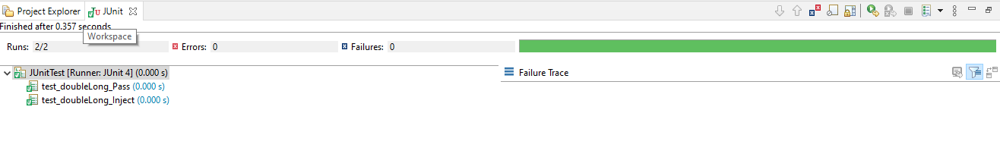 Project Explorer JUnit
Finished after 0.357 seconds
Workspace
Runs: 2/2 Errors: 0 Failures: 0
JUnitTest [Runner: JUnit 4] (0.000 s)
Failure Trace
test_doubleLong_Pass (0.000 s)
test_doubleLong_Inject (0.000 s)